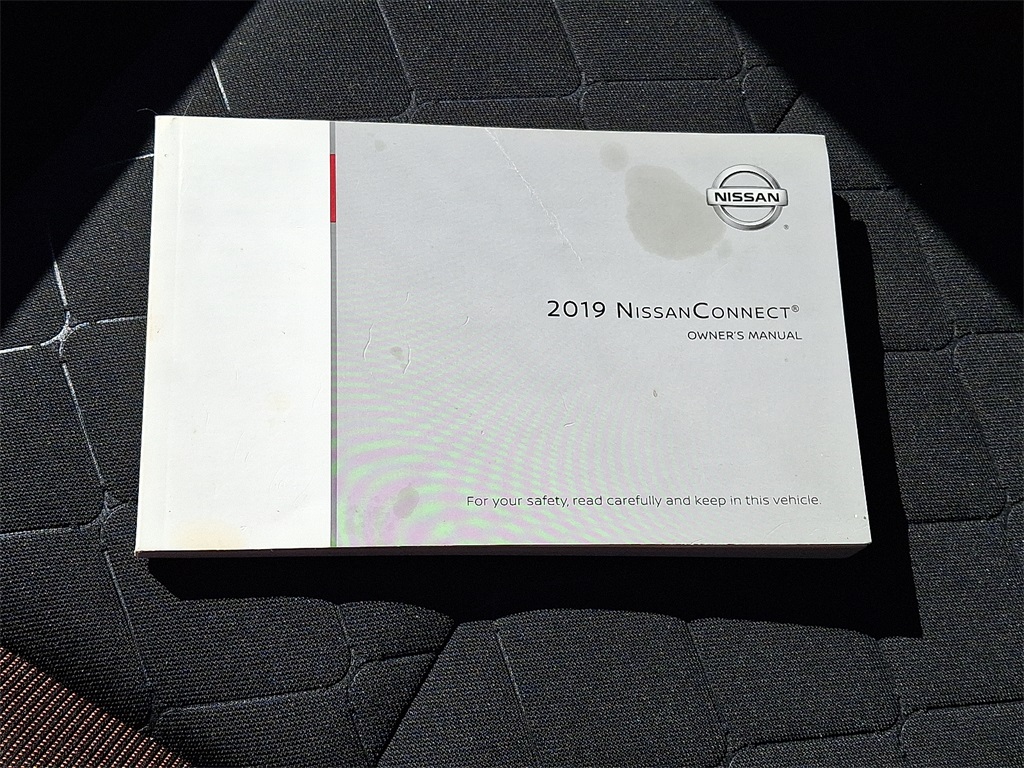 NISSAN®
2019 NISSANCONNECT®
OWNER'S MANUAL
For your safety, read carefully and keep in this vehicle.